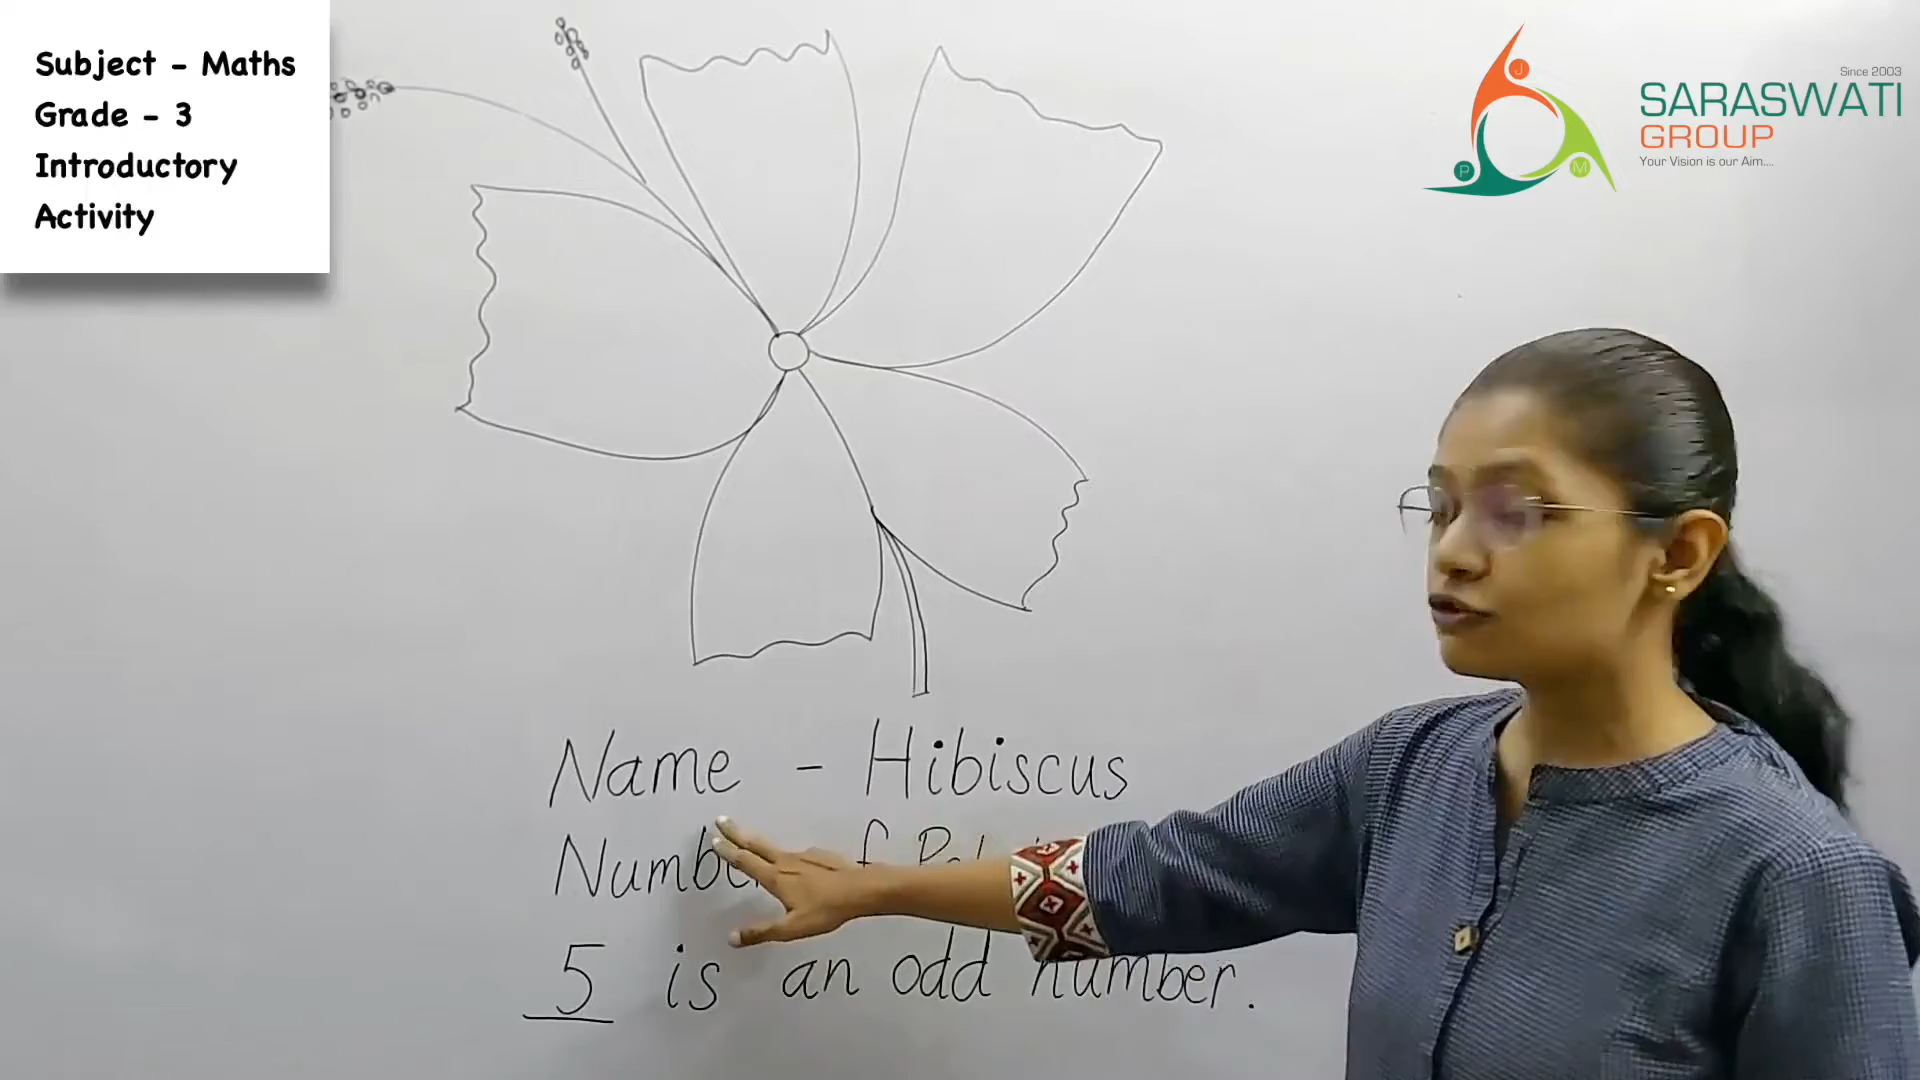 Subject - Maths
Grade - 3
Introductory
Activity
Since 2003
SARASWATI
GROUP
Your Vision is our Aim....
J
P
M
Name - Hibiscus
5 is an odd number.